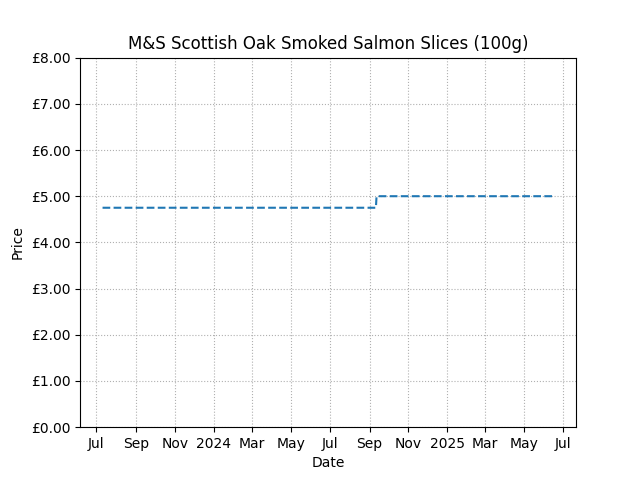 M&S Scottish Oak Smoked Salmon Slices (100g)
£8.00
£7.00
£6.00
£5.00
£4.00
£3.00
£2.00
£1.00
£0.00
Price
Jul Sep Nov 2024 Mar May Jul Sep Nov 2025 Mar May Jul
Date